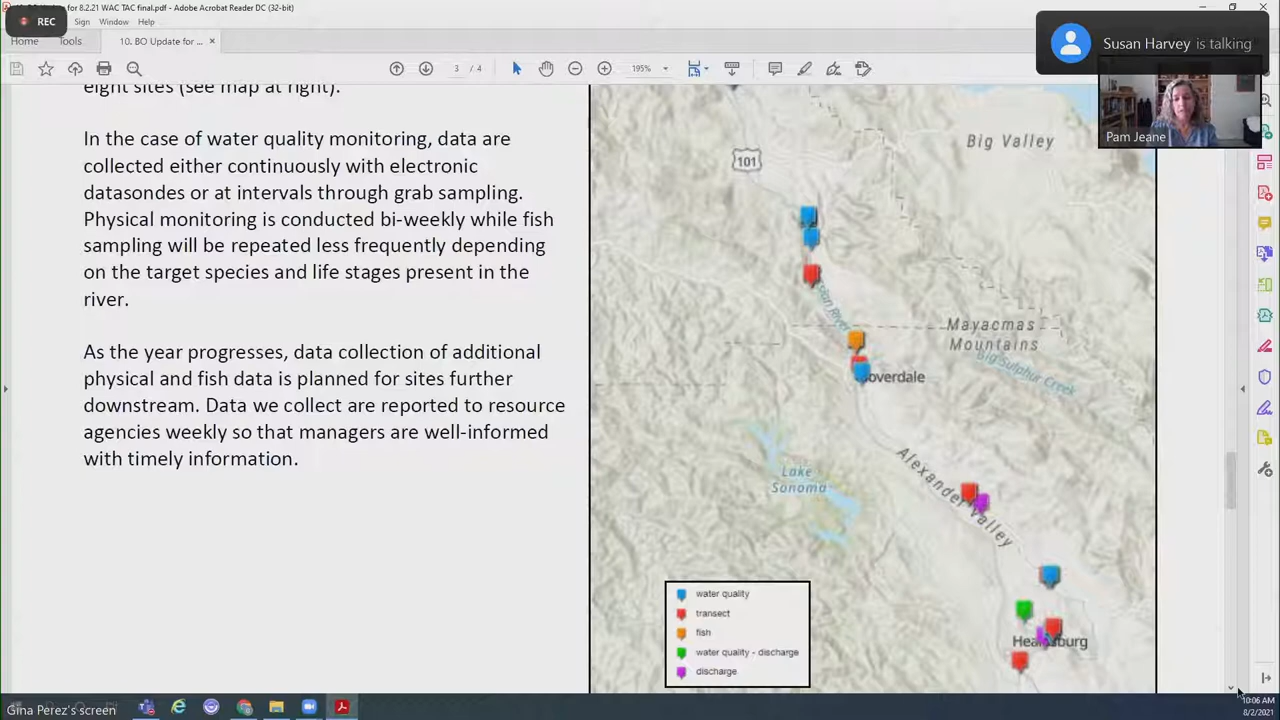 for 8.2.21 WAC TAC final.pdf - Adobe Acrobat Reader DC (32-bit)
REC
Sign Window Help
Home Tools 10. BO Update for ... ×
3 / 4 195%
Susan Harvey is talking
Pam Jeane
eight sites (see map at right).
In the case of water quality monitoring, data are
collected either continuously with electronic
datasondes or at intervals through grab sampling.
Physical monitoring is conducted bi-weekly while fish
sampling will be repeated less frequently depending
on the target species and life stages present in the
river.
As the year progresses, data collection of additional
physical and fish data is planned for sites further
downstream. Data we collect are reported to resource
agencies weekly so that managers are well-informed
with timely information.
Big Valley
101
River
Mayacmas
Mountains
Big Sulphur Creek
overdale
Lake
Sonoma
Alexander Valley
water quality
transect
fish
water quality - discharge
discharge
Gina Perez's screen
10:06 AM
8/2/2021